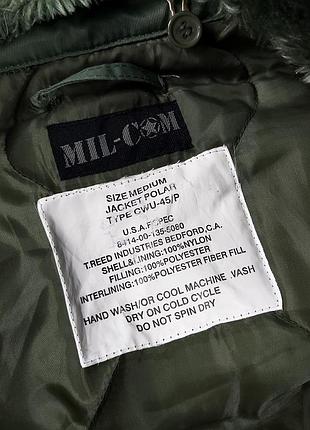 MIL-COM
SIZE MEDIUM
JACKET POLAR
TYPE CWU-45/P
U.S.A.F. SPEC
8414-00-135-5080
T.REED INDUSTRIES BEDFORD.C.A.
SHELL&LINING:100%NYLON
FILLING:100%POLYESTER
INTERLINING:100%POLYESTER FIBER FILL
HAND WASH/OR COOL MACHINE WASH
DRY ON COLD CYCLE
DO NOT SPIN DRY